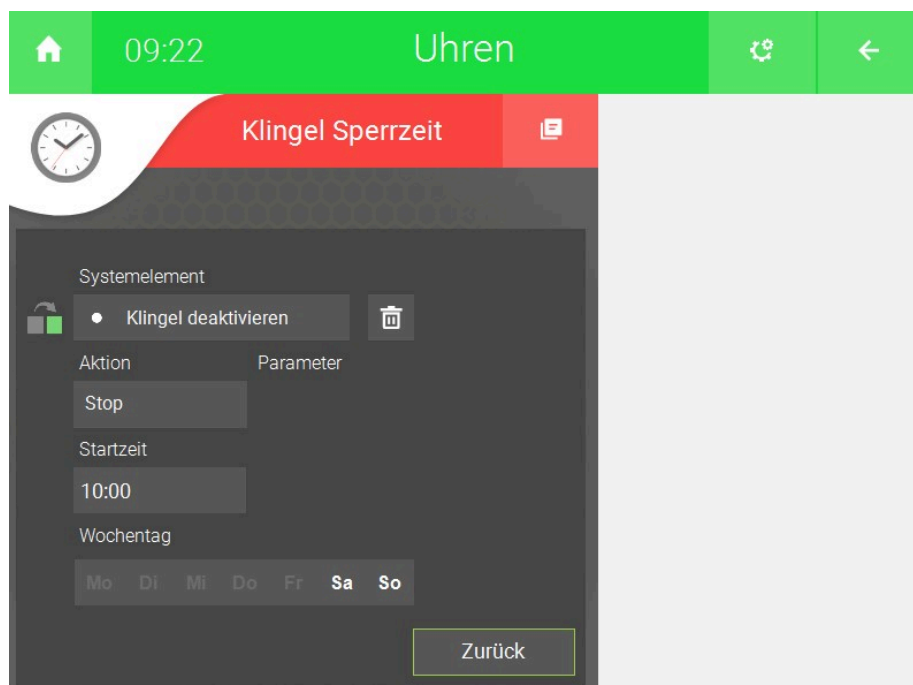 09:22 Uhren
Klingel Sperrzeit
Systemelement
Klingel deaktivieren
Aktion Parameter
Stop
Startzeit
10:00
Wochentag
Mo Di Mi Do Fr Sa So
Zurück